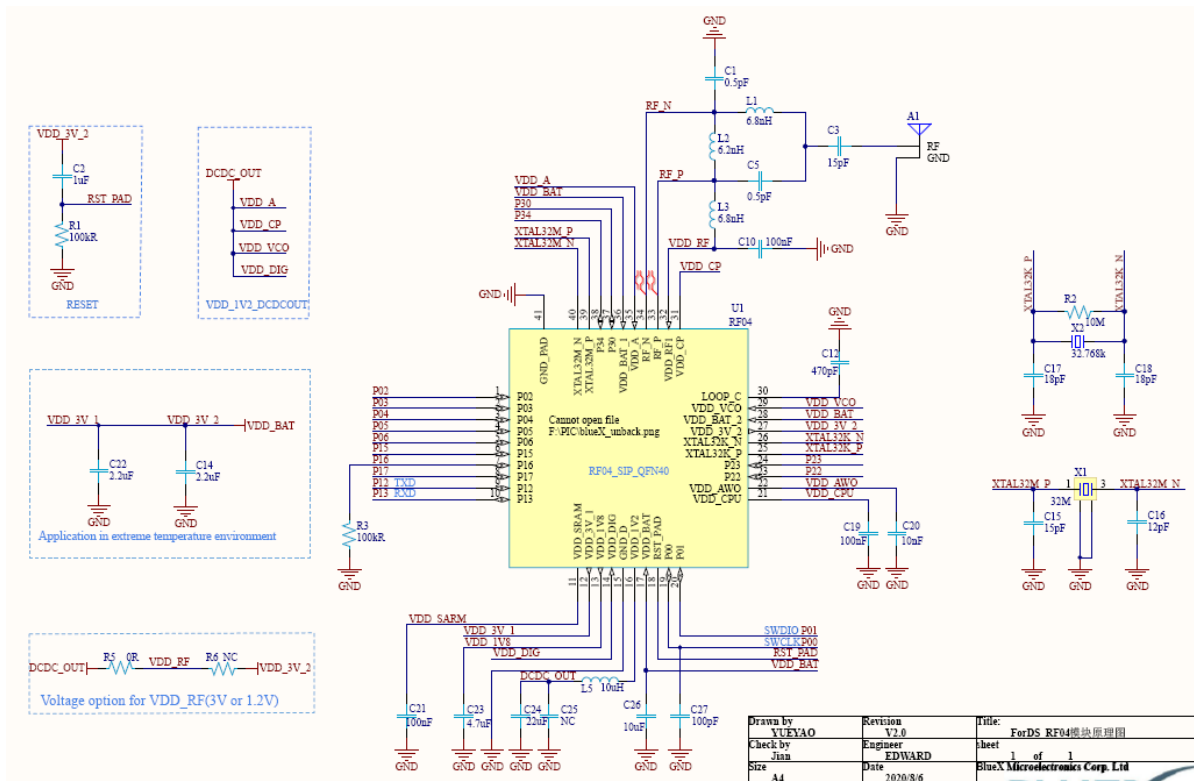 GND
C1
0.5pF
RF_N
L1
6.8nH
L2
6.2nH
C3
15pF
A1
RF
GND
RF_P
C5
0.5pF
L3
6.8nH
VDD_RF
C10
100nF
GND
GND
VDD_CP
VDD_3V_2
C2
1uF
RST_PAD
R1
100kR
GND
RESET
DCDC_OUT
VDD_A
VDD_CP
VDD_VCO
VDD_DIG
VDD_1V2_DCDCOUT
VDD_A
VDD_BAT
P30
P34
XTAL32M_P
XTAL32M_N
GND
41
40
39
38
37
36
35
34
33
32
31
U1
RF04
GND_PAD
XTAL32M_N
XTAL32M_P
P34
P30
VDD_BAT_1
VDD_A
RF_N
RF_P
VDD_RF1
VDD_CP
GND
C12
470pF
XTAL32K_P
XTAL32K_N
R2
10M
X2
32.768k
C17
18pF
C18
18pF
GND
GND
VDD_3V_1
VDD_3V_2
VDD_BAT
C22
2.2uF
C14
2.2uF
GND
GND
Application in extreme temperature environment
P02
P03
P04
P05
P06
P15
P16
P17
P12 TXD
P13 RXD
1
10
P02
P03
P04
P05
P06
P15
P16
P17
P12
P13
R3
100kR
GND
Cannot open file
F:\PIC\blueX_unback.png
RF04_SIP_QFN40
LOOP_C
VDD_VCO
VDD_BAT_2
VDD_3V_2
XTAL32K_N
XTAL32K_P
P23
P22
VDD_AWO
VDD_CPU
30
29
28
27
26
25
24
23
22
21
VDD_VCO
VDD_BAT
VDD_3V_2
XTAL32K_N
XTAL32K_P
P23
P22
VDD_AWO
VDD_CPU
C19
100nF
C20
10nF
GND
GND
XTAL32M_P
1
X1
3
XTAL32M_N
32M
C15
15pF
C16
12pF
GND
GND
GND
VDD_SRAM
VDD_3V_1
VDD_1V8
VDD_DIG
GND_D
VDD_1V2
VDD_BAT
RST_PAD
P00
P01
11
12
13
14
15
16
17
18
19
20
VDD_SARM
VDD_3V_1
VDD_1V8
VDD_DIG
DCDC_OUT
L5
10uH
SWDIO P01
SWCLK P00
RST_PAD
VDD_BAT
C21
100nF
C23
4.7uF
C24
22uF
C25
NC
C26
10uF
C27
100pF
GND
GND
GND
GND
GND
GND
GND
DCDC_OUT
R5
0R
VDD_RF
R6
NC
VDD_3V_2
Voltage option for VDD_RF(3V or 1.2V)
Drawn by
YUEYAO
Revision
V2.0
Title:
ForDS_RF04模块原理图
Check by
Jian
Engineer
EDWARD
sheet
1 of 1
Size
A4
Date
2020/8/6
BlueX Microelectronics Corp. Ltd